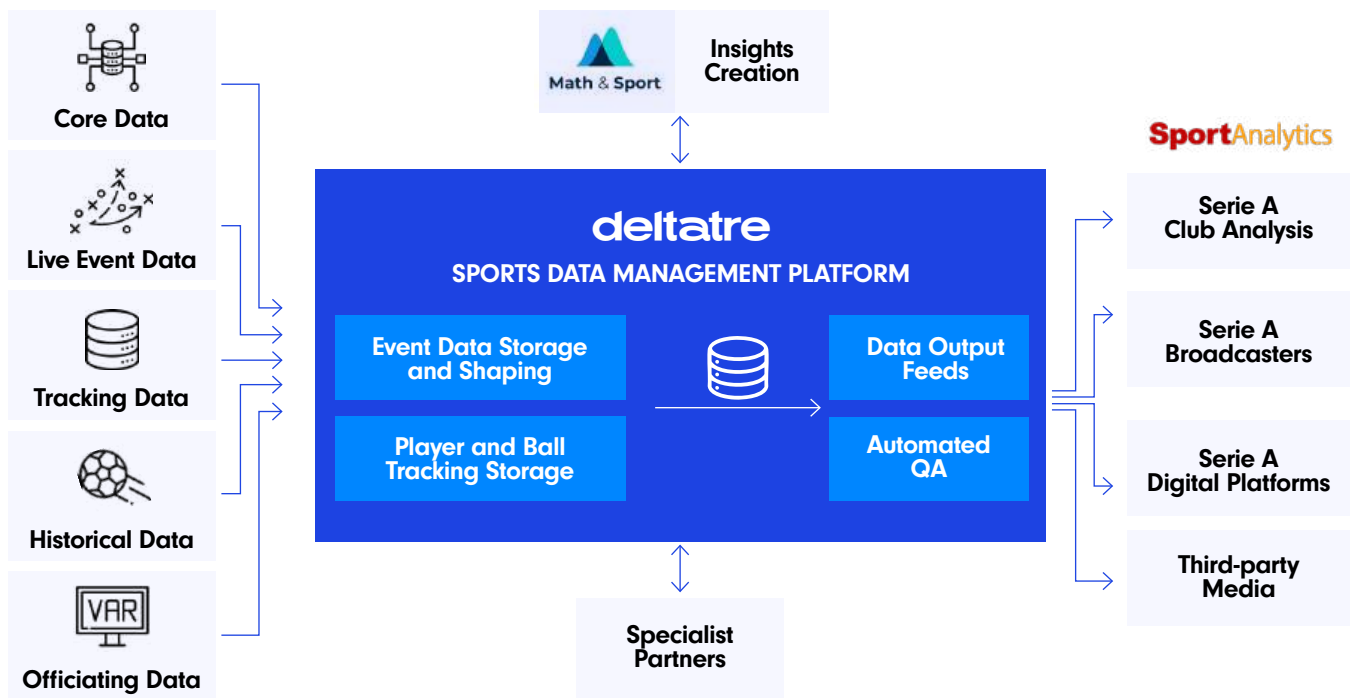 Core Data
Live Event Data
Tracking Data
Historical Data
VAR
Officiating Data
Math & Sport
Insights
Creation
deltatre
SPORTS DATA MANAGEMENT PLATFORM
Event Data Storage
and Shaping
Player and Ball
Tracking Storage
Data Output
Feeds
Automated
QA
Specialist
Partners
SportAnalytics
Serie A
Club Analysis
Serie A
Broadcasters
Serie A
Digital Platforms
Third-party
Media